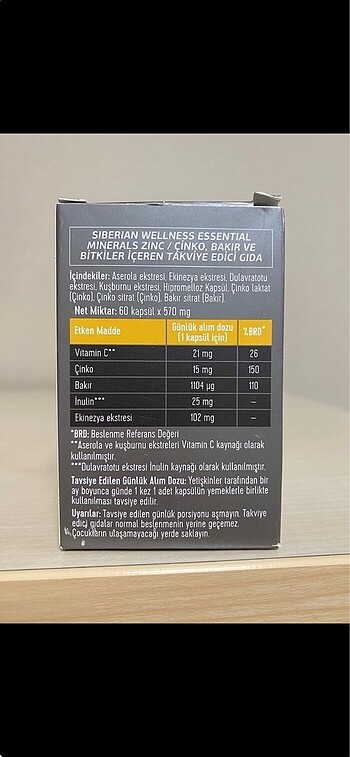 SIBERIAN WELLNESS ESSENTIAL
MINERALS ZINC / ÇİNKO, BAKIR VE
BİTKİLER İÇEREN TAKVİYE EDİCİ GIDA
İçindekiler: Aserola ekstresi, Ekinezya ekstresi, Dulavratotu
ekstresi, Kuşburnu ekstresi, Hipromelloz Kapsül, Çinko laktat
(Çinko), Çinko sitrat (Çinko), Bakır sitrat (Bakır).
Net Miktar: 60 kapsül x 570 mg
Etken Madde Günlük alım dozu (1 kapsül için) %BRD*
Vitamin C** 21 mg 26
Çinko 15 mg 150
Bakır 1104 µg 110
İnulin*** 25 mg –
Ekinezya ekstresi 102 mg –
*BRD: Beslenme Referans Değeri
**Aserola ve kuşburnu ekstreleri Vitamin C kaynağı olarak
kullanılmıştır.
***Dulavratotu ekstresi İnulin kaynağı olarak kullanılmıştır.
Tavsiye Edilen Günlük Alım Dozu: Yetişkinler tarafından bir
ay boyunca günde 1 kez 1 adet kapsülün yemeklerle birlikte
kullanılması tavsiye edilir.
Uyarılar: Tavsiye edilen günlük porsiyonu aşmayın. Takviye
edici gıdalar normal beslenmenin yerine geçemez.
Çocukların ulaşamayacağı yerde saklayın.